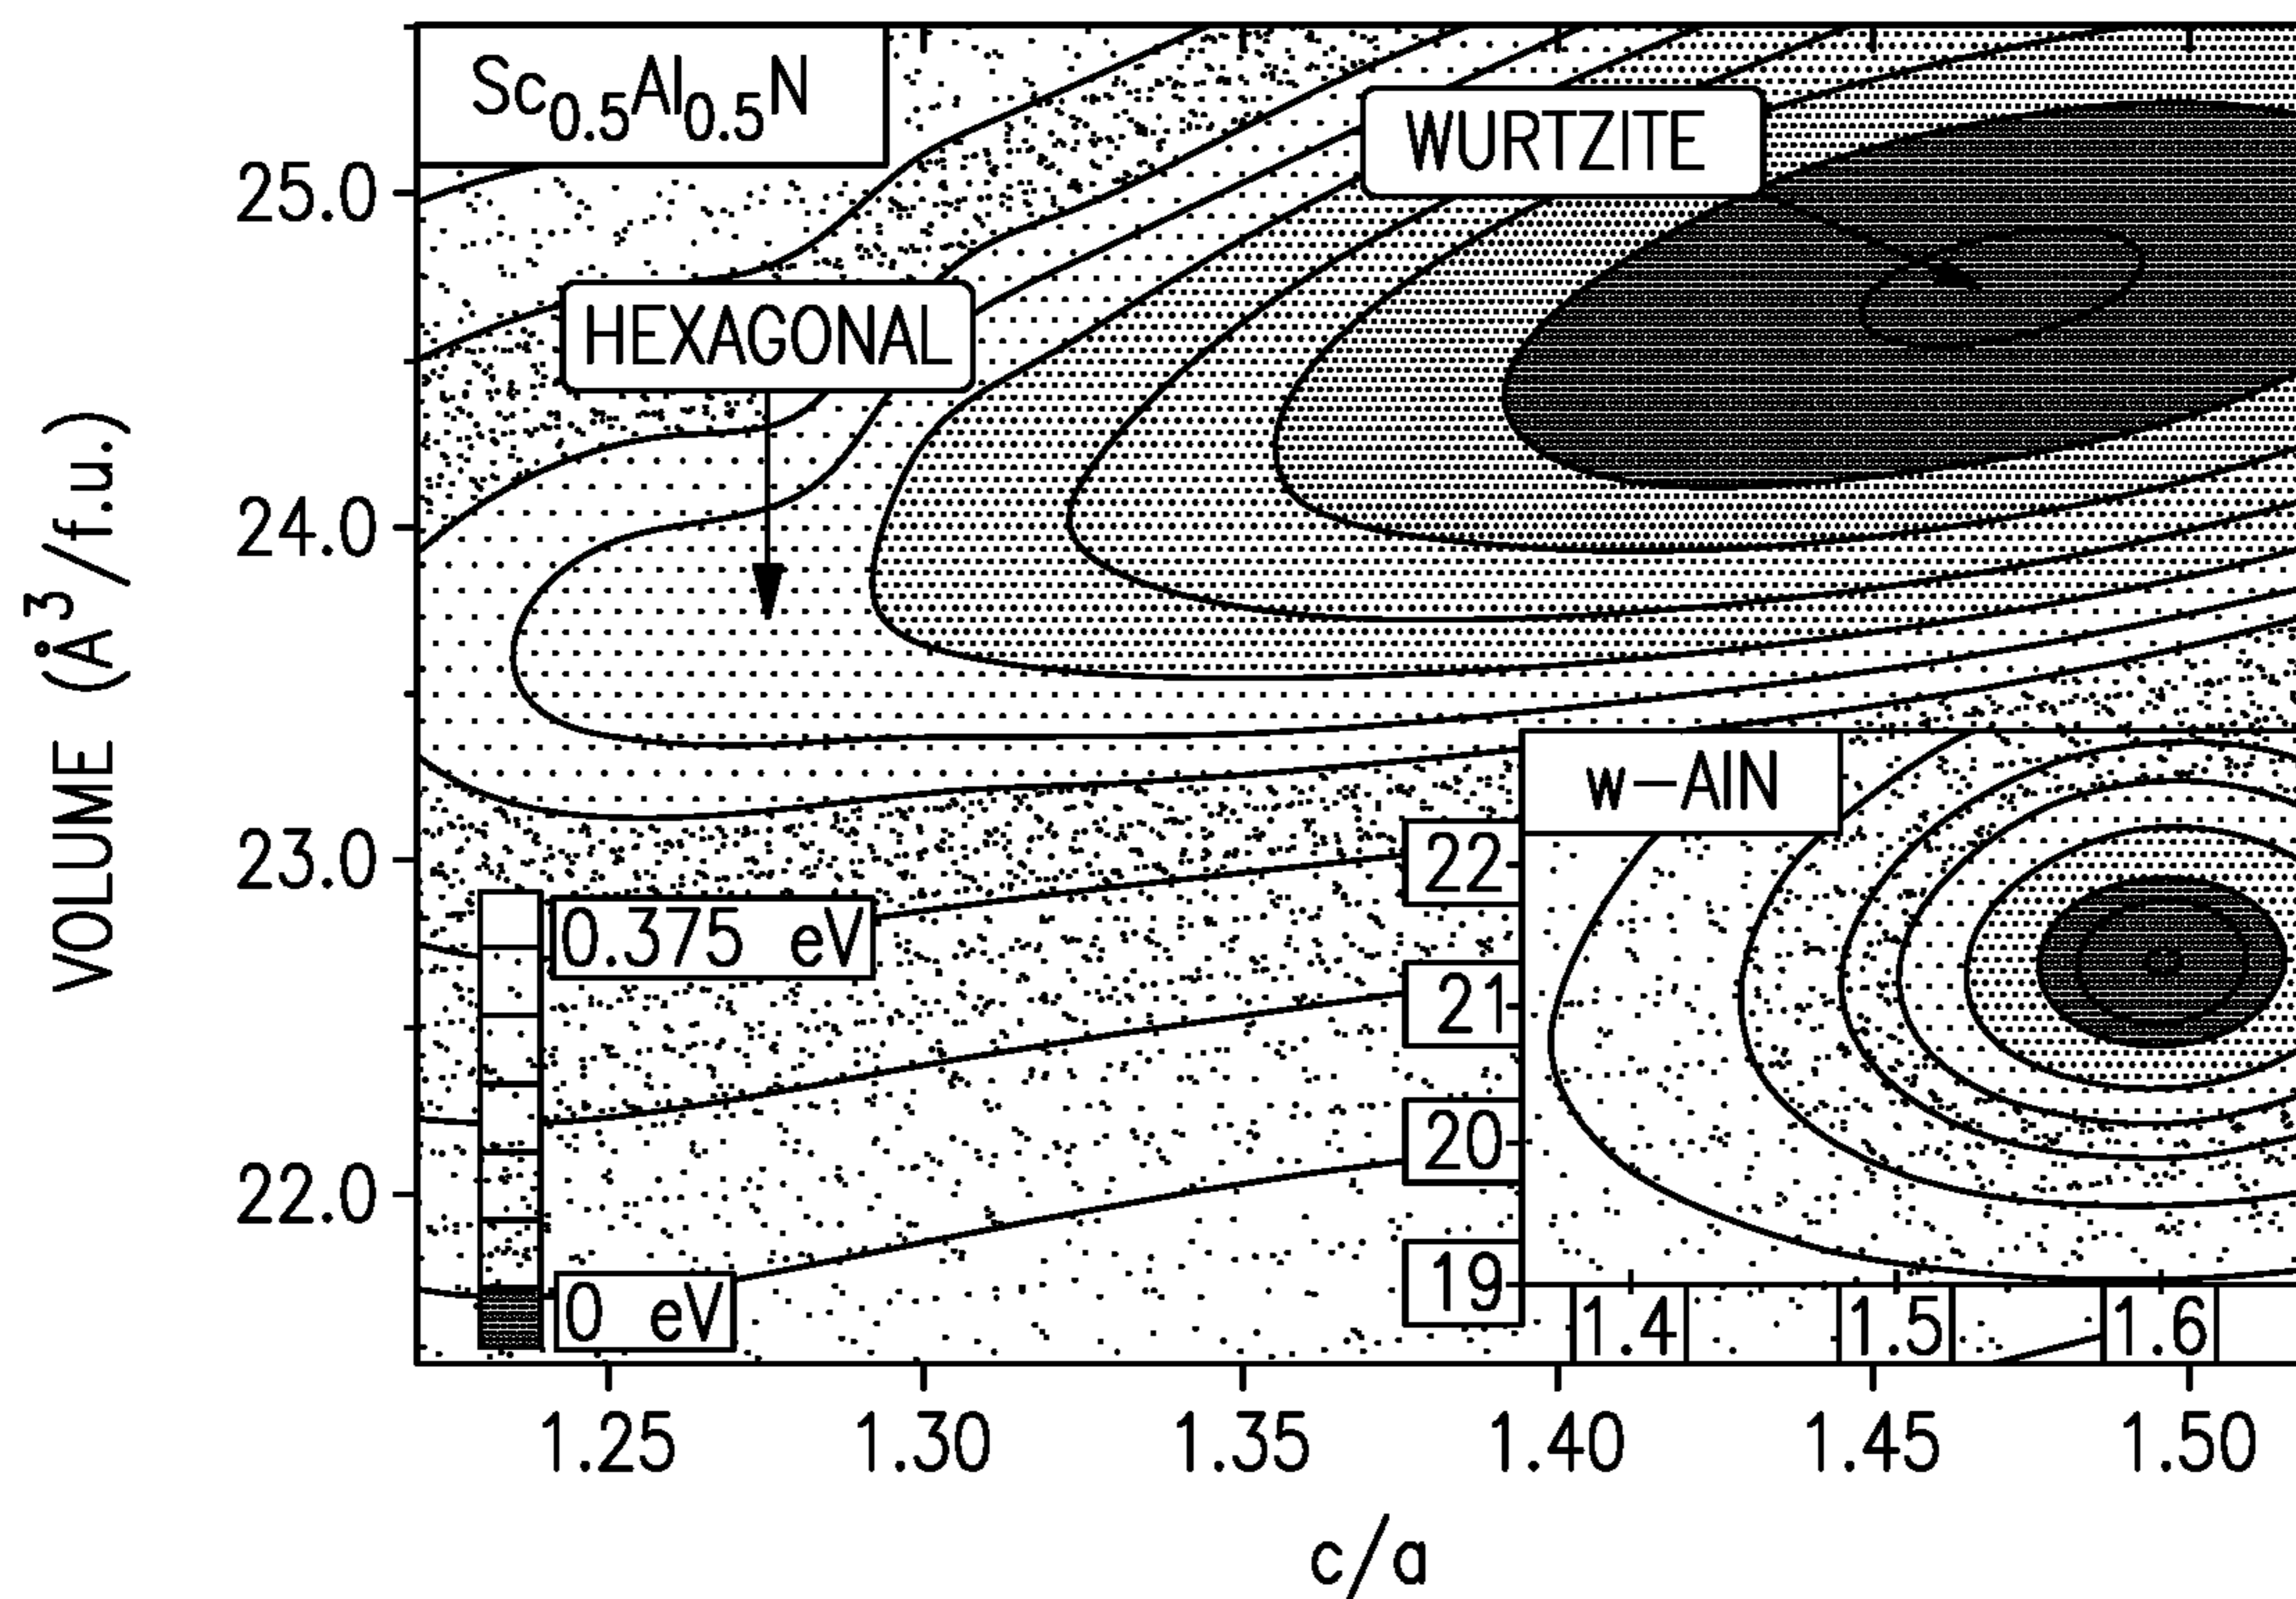 Sc0.5Al0.5N
WURTZITE
HEXAGONAL
VOLUME (Å3/f.u.)
25.0
24.0
23.0
22.0
w-AlN
22
21
20
19
0.375 eV
0 eV
1.4
1.5
1.6
1.25
1.30
1.35
1.40
1.45
1.50
c/a